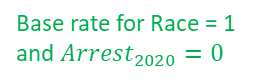 Base rate for Race = 1
and Arrest₂₀₂₀ = 0